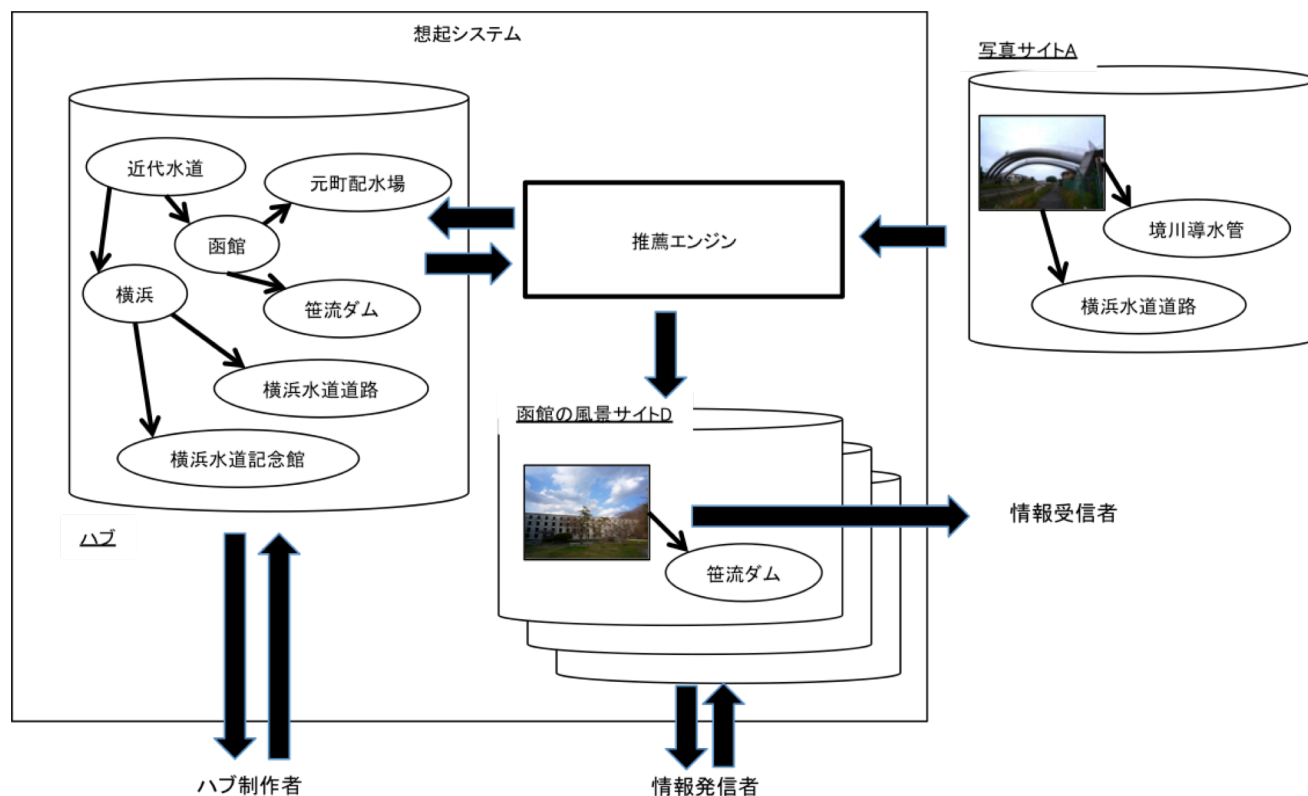 想起システム
写真サイトA
近代水道
元町配水場
函館
横浜
笹流ダム
横浜水道道路
横浜水道記念館
ハブ
推薦エンジン
境川導水管
横浜水道道路
函館の風景サイトD
笹流ダム
情報受信者
ハブ制作者
情報発信者